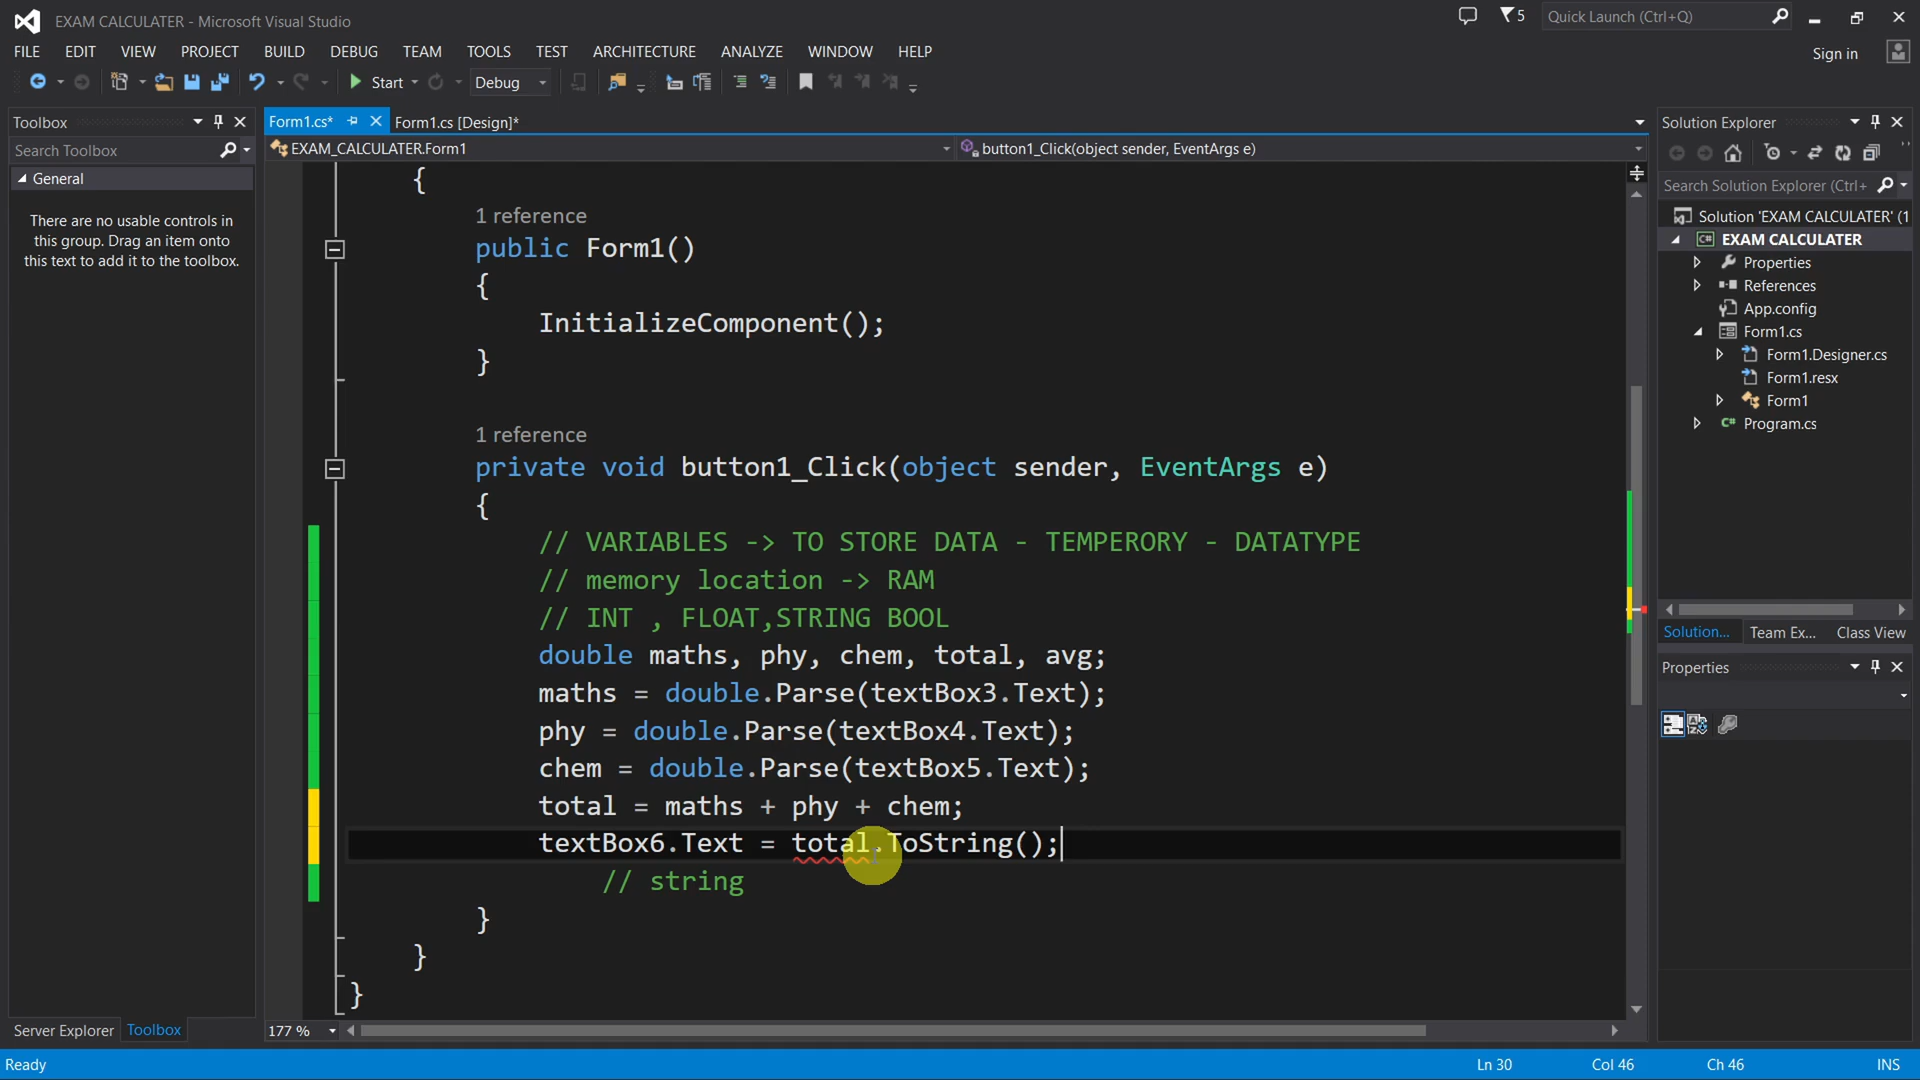 EXAM CALCULATER - Microsoft Visual Studio
5
Quick Launch (Ctrl+Q)
FILE EDIT VIEW PROJECT BUILD DEBUG TEAM TOOLS TEST ARCHITECTURE ANALYZE WINDOW HELP
Sign in
Start
Debug
Toolbox
Search Toolbox
General
There are no usable controls in
this group. Drag an item onto
this text to add it to the toolbox.
Server Explorer
Toolbox
Form1.cs*
Form1.cs [Design]*
EXAM_CALCULATER.Form1
button1_Click(object sender, EventArgs e)
{
1 reference
public Form1()
{
InitializeComponent();
}
1 reference
private void button1_Click(object sender, EventArgs e)
{
// VARIABLES -> TO STORE DATA - TEMPERORY - DATATYPE
// memory location -> RAM
// INT , FLOAT,STRING BOOL
double maths, phy, chem, total, avg;
maths = double.Parse(textBox3.Text);
phy = double.Parse(textBox4.Text);
chem = double.Parse(textBox5.Text);
total = maths + phy + chem;
textBox6.Text = total.ToString();
// string
}
}
}
177 %
Solution Explorer
Search Solution Explorer (Ctrl+
Solution 'EXAM CALCULATER' (1
C# EXAM CALCULATER
Properties
References
App.config
Form1.cs
Form1.Designer.cs
Form1.resx
Form1
C# Program.cs
Solution...
Team Ex...
Class View
Properties
Ready
Ln 30
Col 46
Ch 46
INS